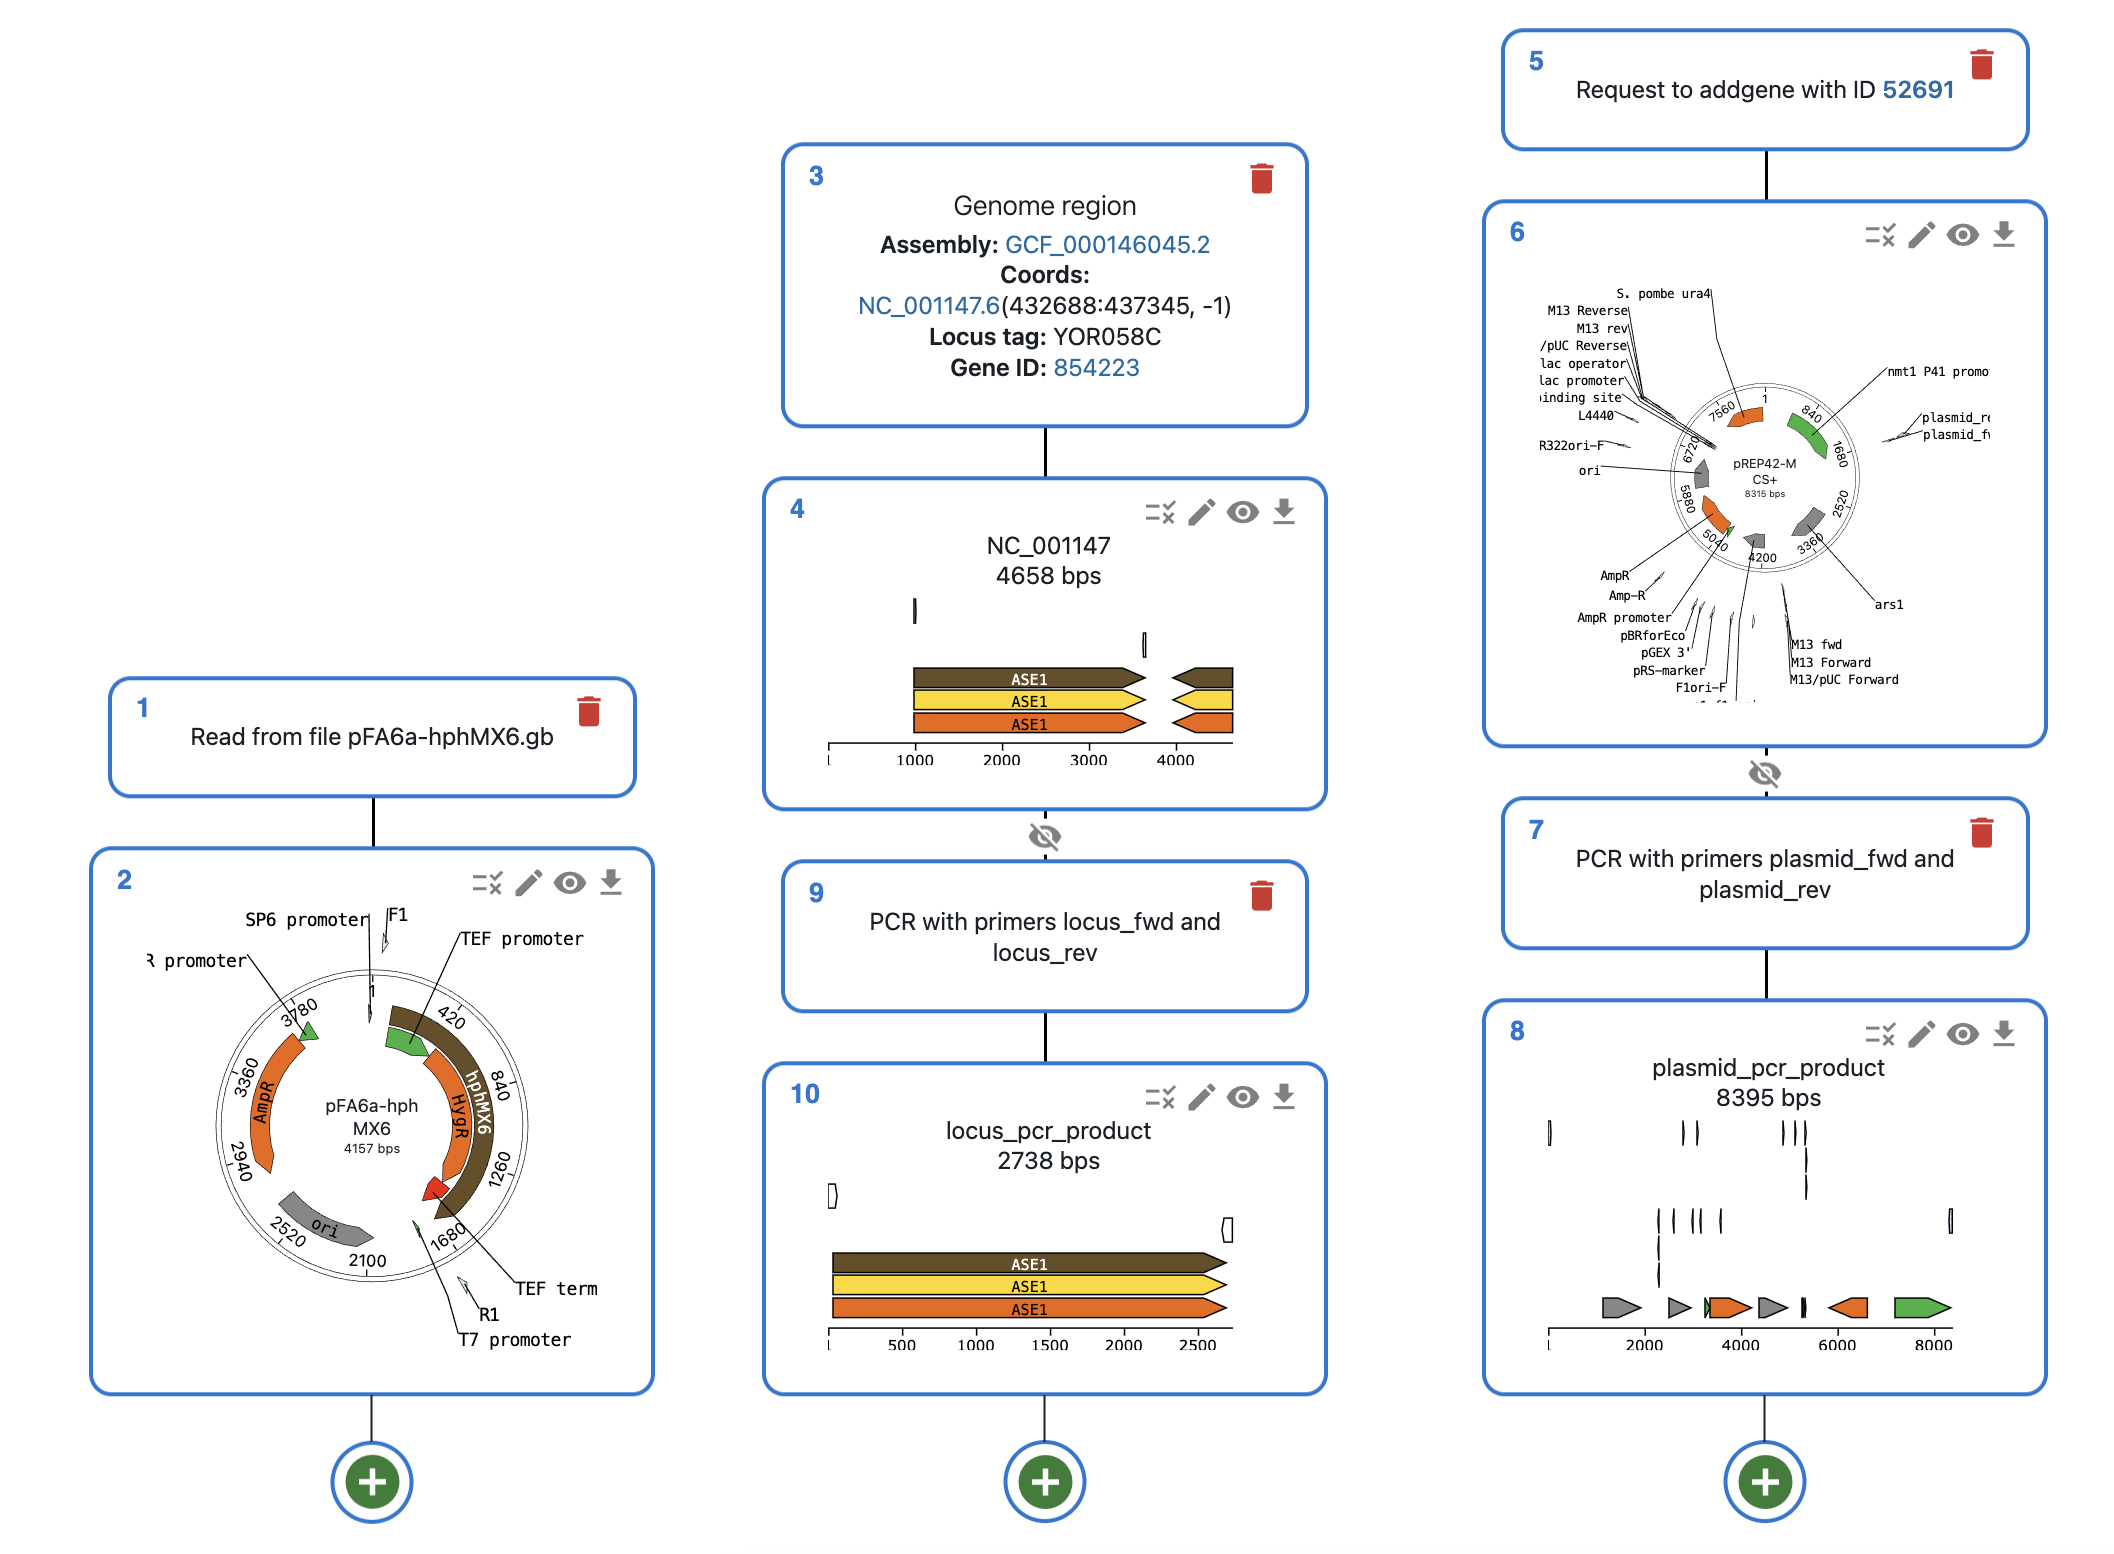 1
Read from file pFA6a-hphMX6.gb
2
SP6 promoter
F1
TEF promoter
R promoter
1
420
840
1260
1680
2100
2520
2940
3360
3780
hphMX6
HygR
AmpR
ori
pFA6a-hph
MX6
4157 bps
TEF term
R1
T7 promoter
3
Genome region
Assembly: GCF_000146045.2
Coords:
NC_001147.6(432688:437345, -1)
Locus tag: YOR058C
Gene ID: 854223
4
NC_001147
4658 bps
ASE1
ASE1
ASE1
1000 2000 3000 4000
9
PCR with primers locus_fwd and
locus_rev
10
locus_pcr_product
2738 bps
ASE1
ASE1
ASE1
500 1000 1500 2000 2500
5
Request to addgene with ID 52691
6
S. pombe ura4
M13 Reverse
M13 rev
/pUC Reverse
lac operator
lac promoter
inding site
L4440
R322ori-F
ori
nmt1 P41 promo
plasmid_re
plasmid_f
1
840
1680
2520
3360
4200
5040
5880
6720
7560
pREP42-M
CS+
8315 bps
AmpR
Amp-R
AmpR promoter
pBRforEco
pGEX 3'
pRS-marker
F1ori-F
ars1
M13 fwd
M13 Forward
M13/pUC Forward
7
PCR with primers plasmid_fwd and
plasmid_rev
8
plasmid_pcr_product
8395 bps
2000 4000 6000 8000